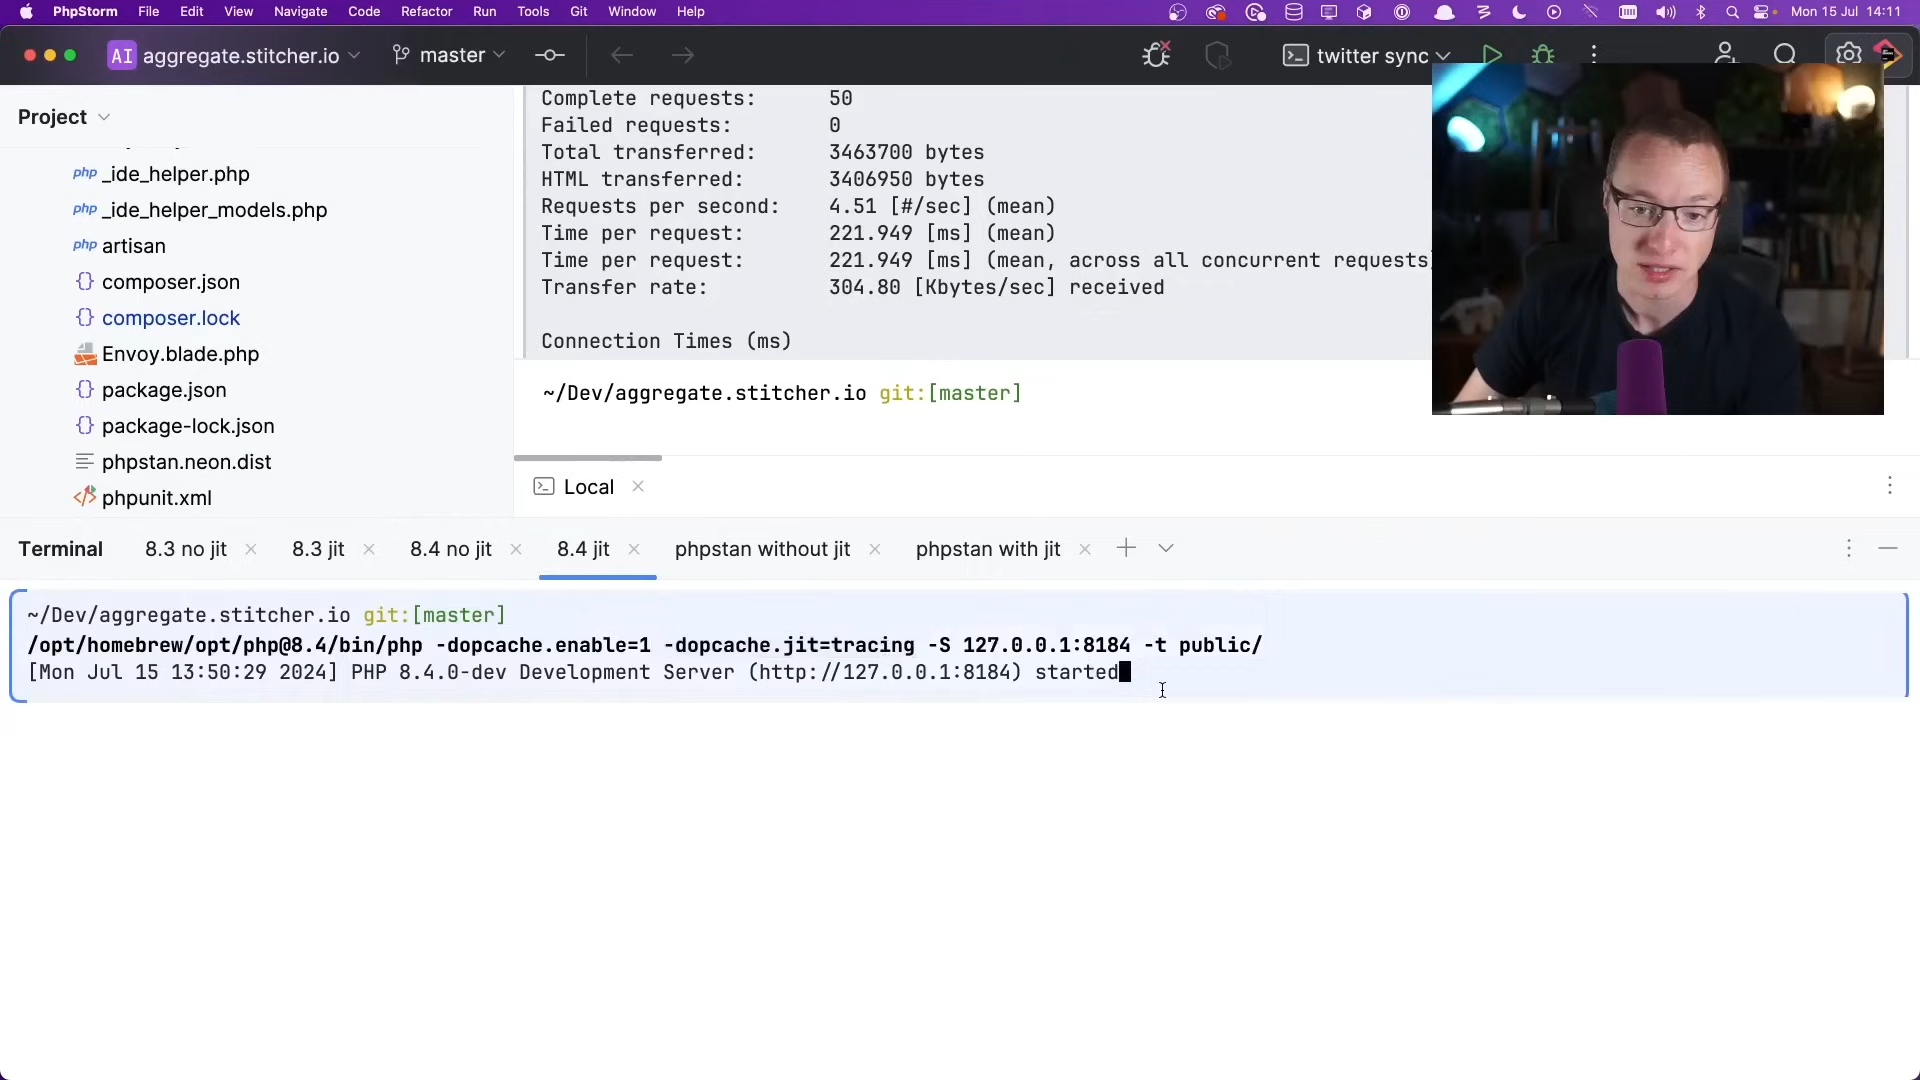 PhpStorm File Edit View Navigate Code Refactor Run Tools Git Window Help Mon 15 Jul 14:11
AI aggregate.stitcher.io master twitter sync
Project
php _ide_helper.php
php _ide_helper_models.php
php artisan
{} composer.json
{} composer.lock
Envoy.blade.php
{} package.json
{} package-lock.json
phpstan.neon.dist
phpunit.xml
Complete requests: 50
Failed requests: 0
Total transferred: 3463700 bytes
HTML transferred: 3406950 bytes
Requests per second: 4.51 [#/sec] (mean)
Time per request: 221.949 [ms] (mean)
Time per request: 221.949 [ms] (mean, across all concurrent requests)
Transfer rate: 304.80 [Kbytes/sec] received
Connection Times (ms)
~/Dev/aggregate.stitcher.io git:[master]
Local
Terminal 8.3 no jit 8.3 jit 8.4 no jit 8.4 jit phpstan without jit phpstan with jit
~/Dev/aggregate.stitcher.io git:[master]
/opt/homebrew/opt/php@8.4/bin/php -dopcache.enable=1 -dopcache.jit=tracing -S 127.0.0.1:8184 -t public/
[Mon Jul 15 13:50:29 2024] PHP 8.4.0-dev Development Server (http://127.0.0.1:8184) started